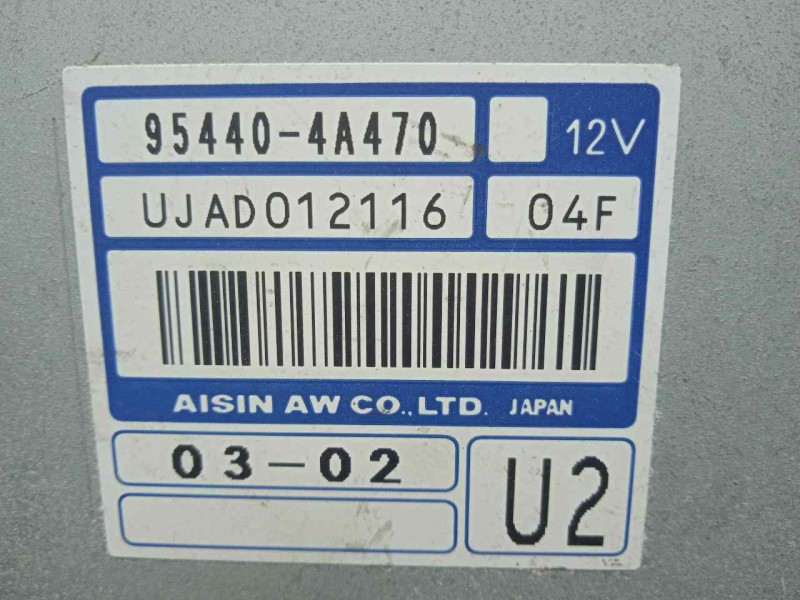 95440-4A470 12V
UJAD012116 04F
AISIN AW CO.,LTD. JAPAN
03-02
U2